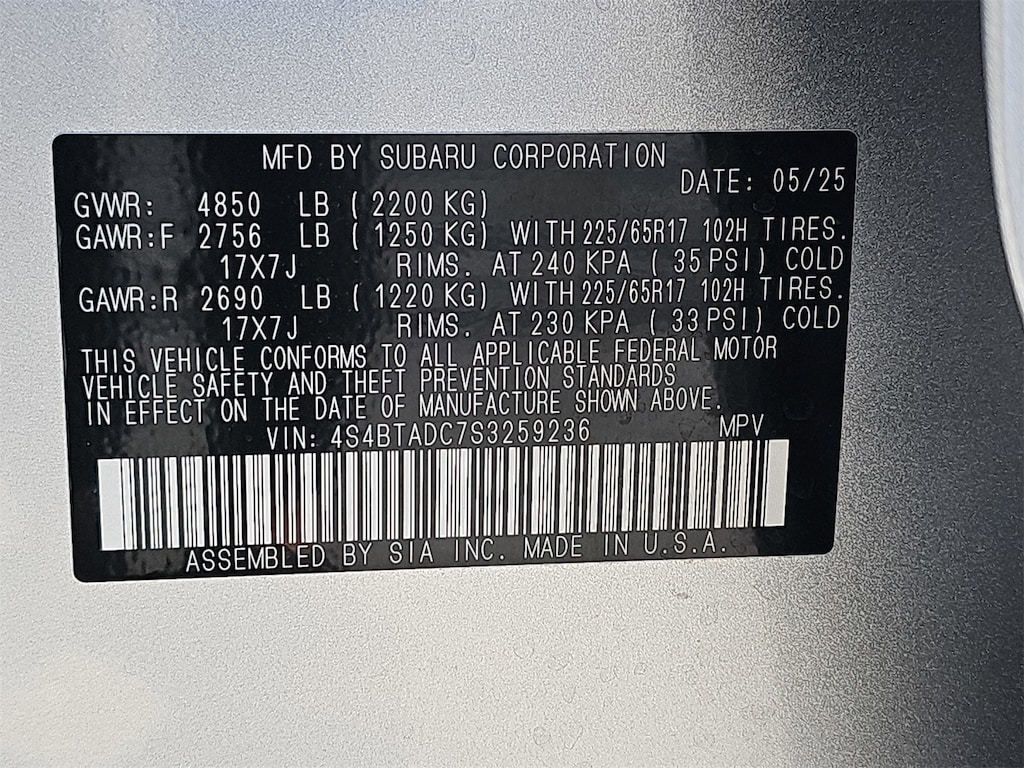 MFD BY SUBARU CORPORATION
DATE: 05/25
GVWR: 4850 LB ( 2200 KG)
GAWR:F 2756 LB ( 1250 KG) WITH 225/65R17 102H TIRES.
17X7J RIMS. AT 240 KPA ( 35 PSI) COLD
GAWR:R 2690 LB ( 1220 KG) WITH 225/65R17 102H TIRES.
17X7J RIMS. AT 230 KPA ( 33 PSI) COLD
THIS VEHICLE CONFORMS TO ALL APPLICABLE FEDERAL MOTOR
VEHICLE SAFETY AND THEFT PREVENTION STANDARDS
IN EFFECT ON THE DATE OF MANUFACTURE SHOWN ABOVE.
VIN: 4S4BTADC7S3259236 MPV
ASSEMBLED BY SIA INC. MADE IN U.S.A.